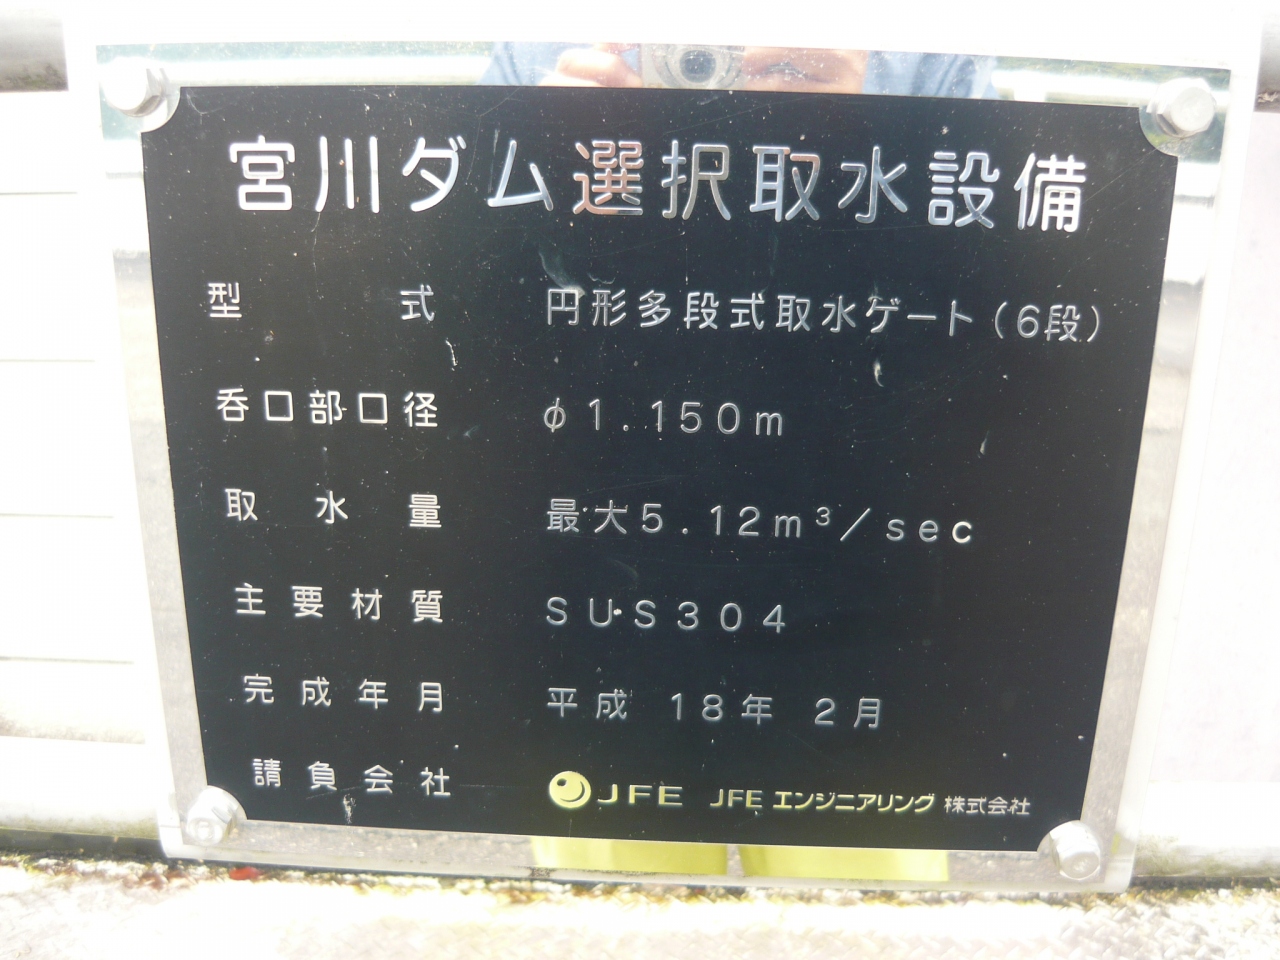 宮川ダム選択取水設備
型式 円形多段式取水ゲート(6段)
呑口部口径 φ1.150m
取水量 最大5.12m³/sec
主要材質 SUS304
完成年月 平成 18年 2月
請負会社 JFE JFE エンジニアリング 株式会社